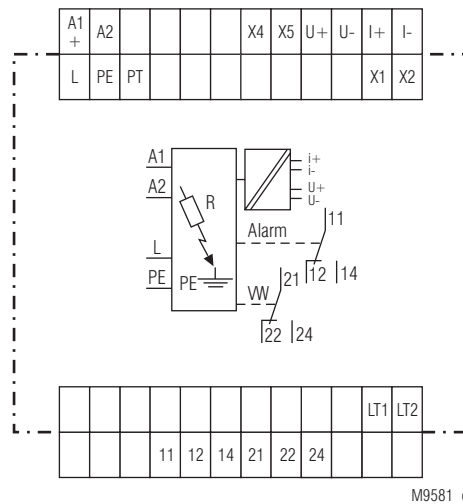 A1 + A2 X4 X5 U+ U- I+ I-
L PE PT X1 X2
A1
i+
i-
A2
U+
U-
R
Alarm
11
L
12 14
PE
PE
21
VW
22 24
LT1 LT2
11 12 14 21 22 24
M9581